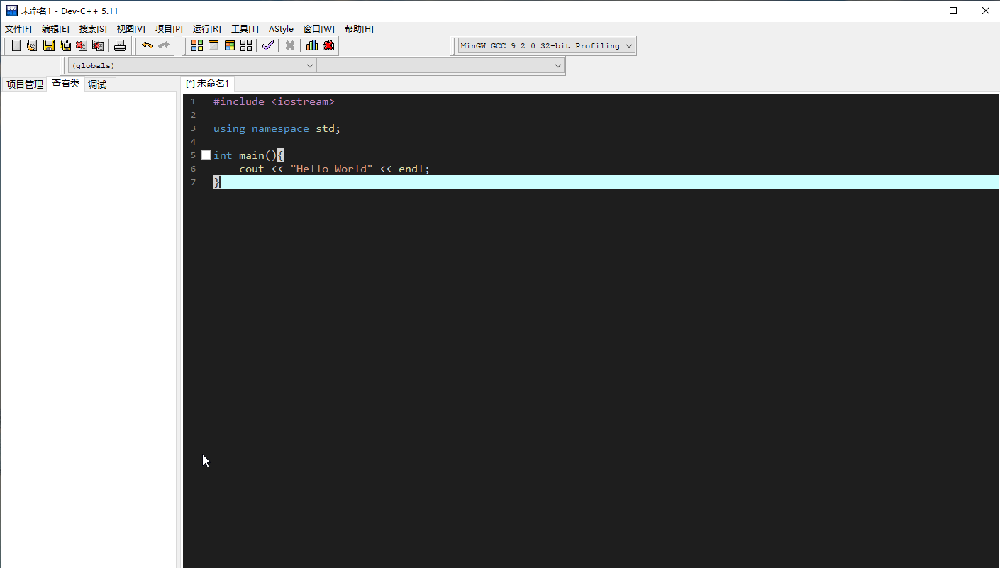 未命名1 - Dev-C++ 5.11
文件[F] 编辑[E] 搜索[S] 视图[V] 项目[P] 运行[R] 工具[T] AStyle 窗口[W] 帮助[H]
MinGW GCC 9.2.0 32-bit Profiling
(globals)
项目管理 查看类 调试 [*] 未命名1
1 #include <iostream>
2
3 using namespace std;
4
5 int main(){
6 cout << "Hello World" << endl;
7 }